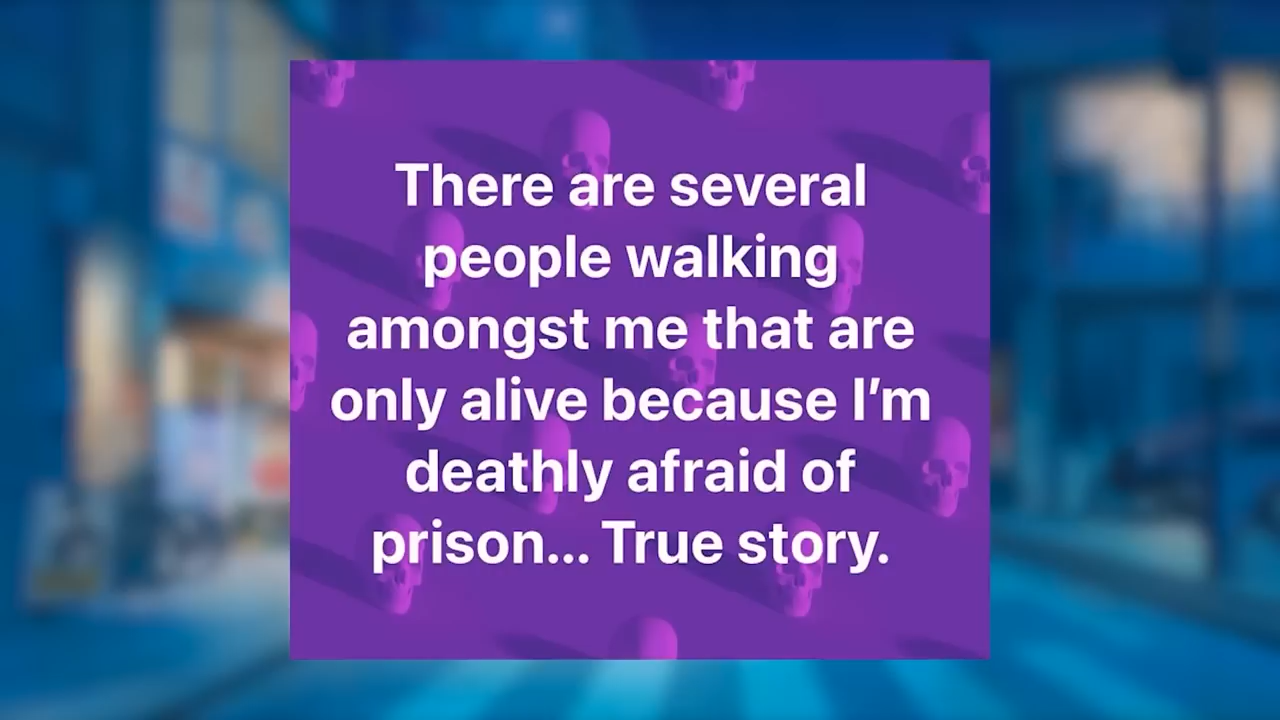 There are several
people walking
amongst me that are
only alive because I’m
deathly afraid of
prison... True story.